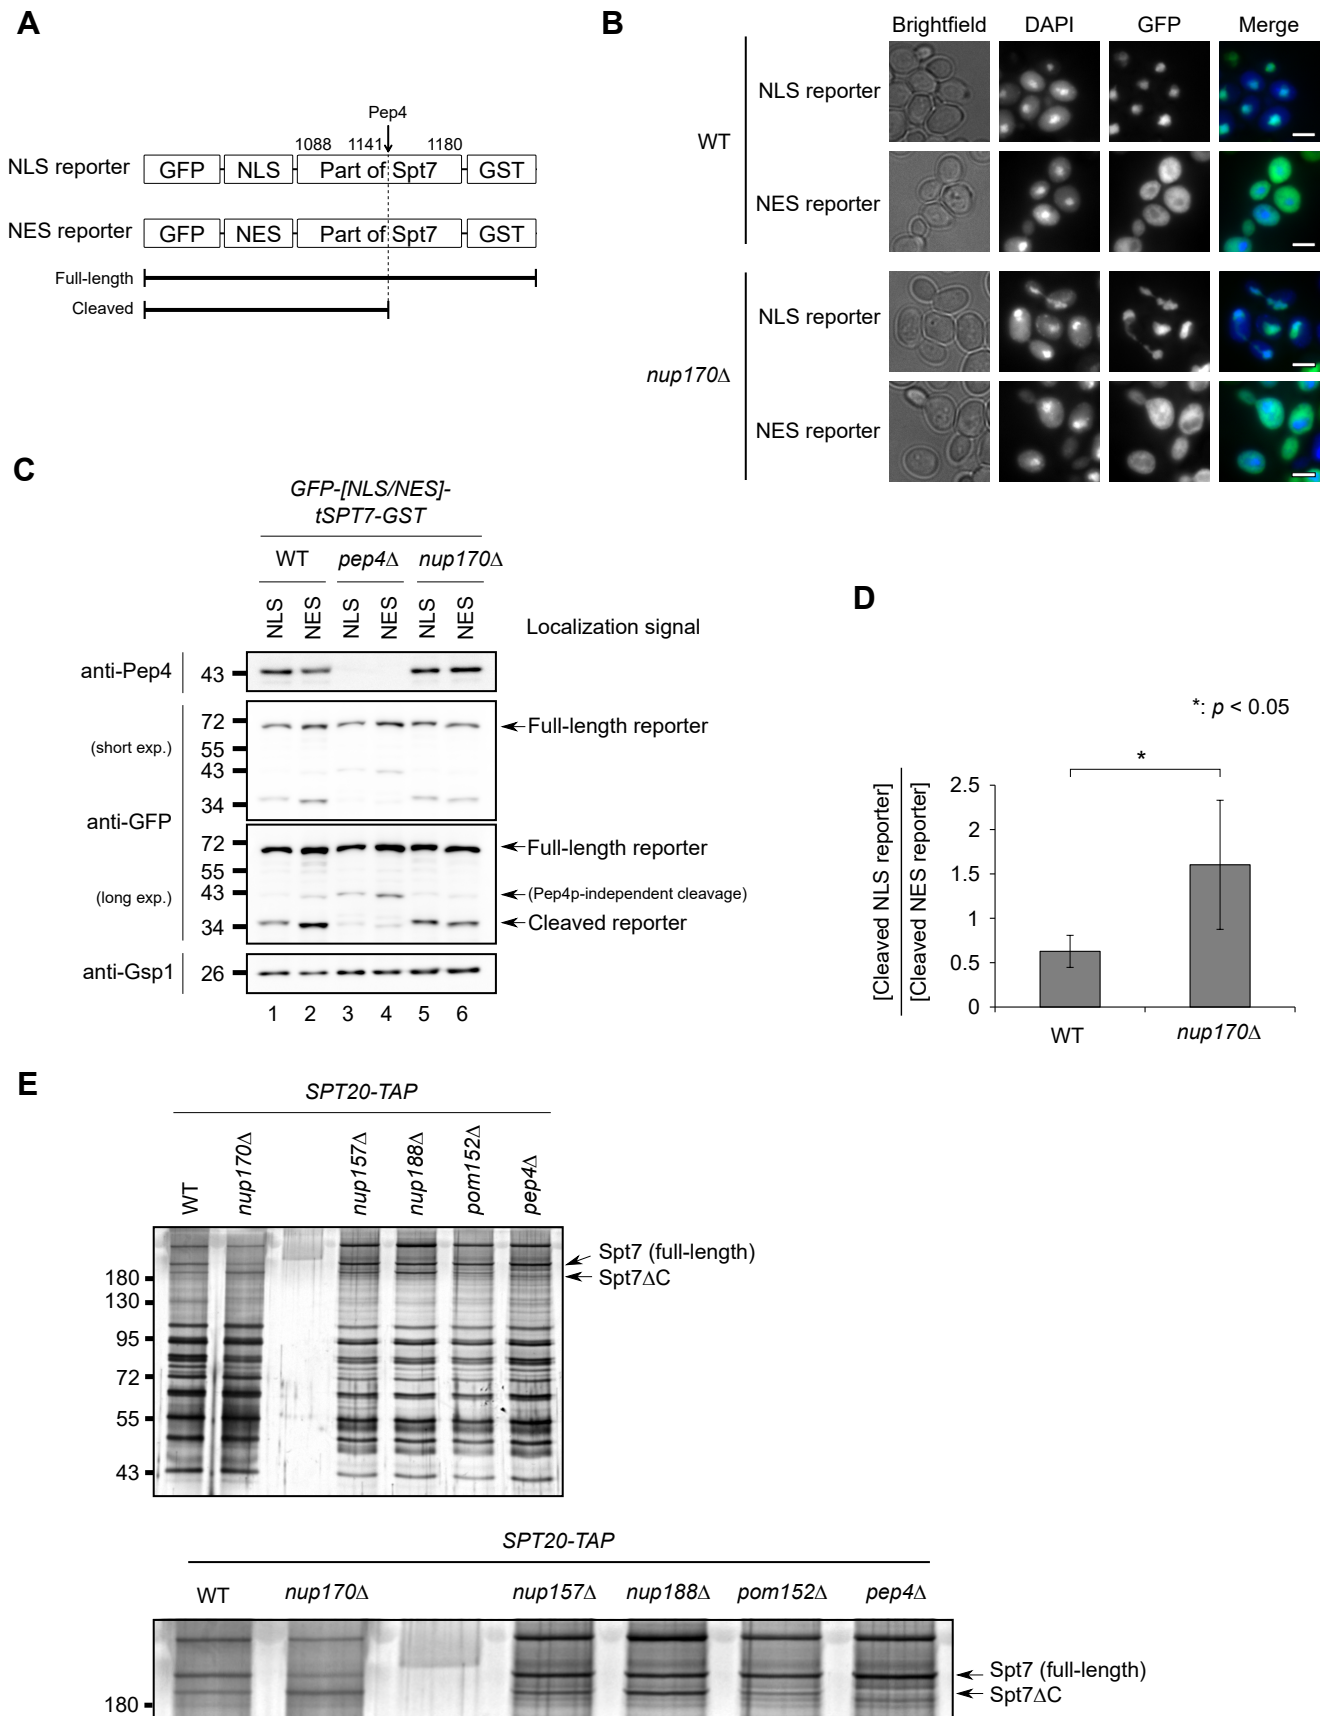 A
Pep4
1088 1141 1180
NLS reporter GFP NLS Part of Spt7 GST
NES reporter GFP NES Part of Spt7 GST
Full-length
Cleaved
B
Brightfield DAPI GFP Merge
WT
NLS reporter
NES reporter
nup170Δ
NLS reporter
NES reporter
C
GFP-[NLS/NES]-
tSPT7-GST
WT pep4Δ nup170Δ
NLS NES NLS NES NLS NES Localization signal
anti-Pep4 43
anti-GFP
(short exp.)
72
55
43
34
Full-length reporter
(long exp.)
72
55
43
34
Full-length reporter
(Pep4p-independent cleavage)
Cleaved reporter
anti-Gsp1 26
1 2 3 4 5 6
D
*: p < 0.05
*
[Cleaved NLS reporter]
[Cleaved NES reporter]
2.5
2
1.5
1
0.5
0
WT nup170Δ
E
SPT20-TAP
WT nup170Δ nup157Δ nup188Δ pom152Δ pep4Δ
180
130
95
72
55
43
Spt7 (full-length)
Spt7ΔC
SPT20-TAP
WT nup170Δ nup157Δ nup188Δ pom152Δ pep4Δ
Spt7 (full-length)
Spt7ΔC
180